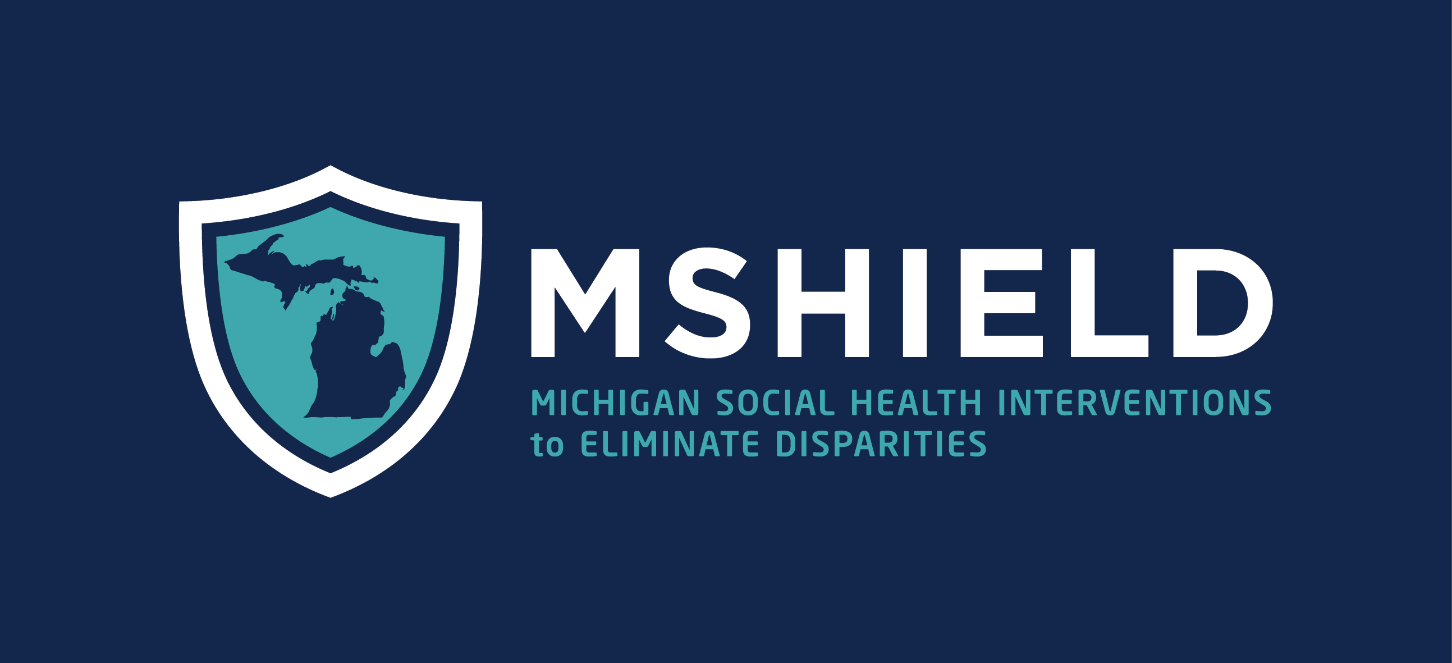 MSHIELD
MICHIGAN SOCIAL HEALTH INTERVENTIONS
to ELIMINATE DISPARITIES